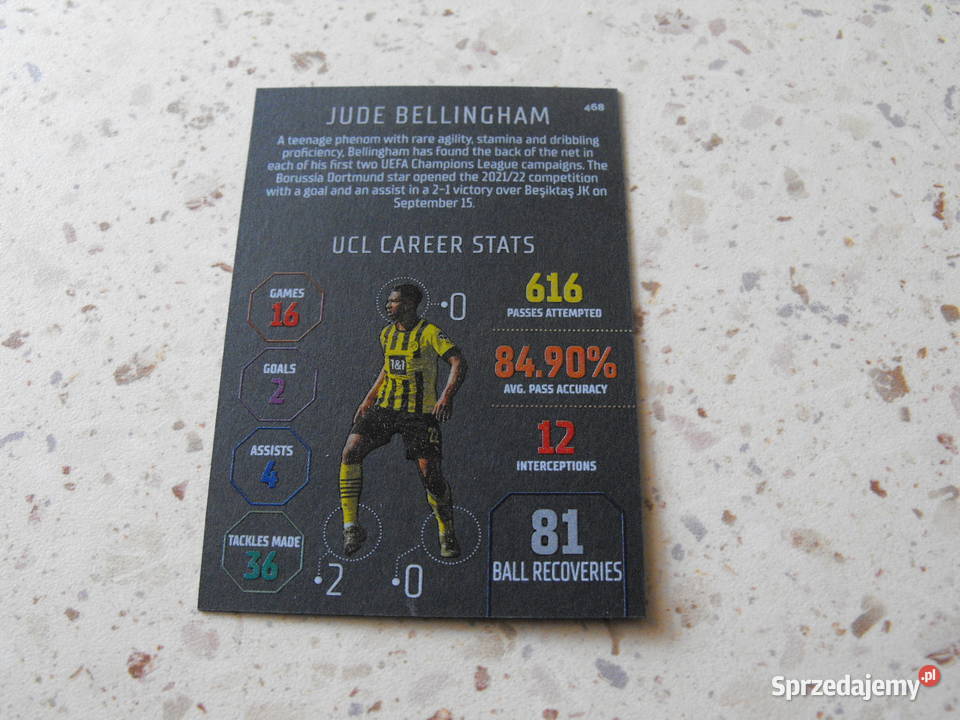 JUDE BELLINGHAM
468
A teenage phenom with rare agility, stamina and dribbling
proficiency, Bellingham has found the back of the net in
each of his first two UEFA Champions League campaigns. The
Borussia Dortmund star opened the 2021/22 competition
with a goal and an assist in a 2–1 victory over Beşiktaş JK on
September 15.
UCL CAREER STATS
GAMES
16
GOALS
2
ASSISTS
4
TACKLES MADE
36
0
1&1
22
2
0
616
PASSES ATTEMPTED
84.90%
AVG. PASS ACCURACY
12
INTERCEPTIONS
81
BALL RECOVERIES
Sprzedajemy.pl